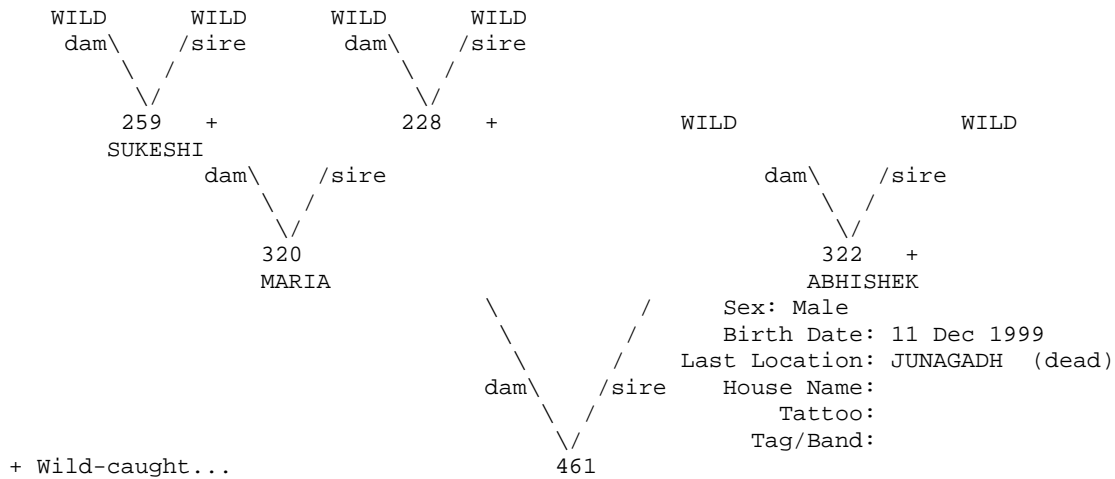 WILD WILD WILD WILD
dam\ /sire dam\ /sire
\ / \ /
\/ \/
259 + 228 + WILD WILD
SUKESHI
dam\ /sire dam\ /sire
\ / \ /
\/ \/
320 322 +
MARIA ABHISHEK
\ / Sex: Male
\ / Birth Date: 11 Dec 1999
\ / Last Location: JUNAGADH (dead)
dam\ /sire House Name:
\ / Tattoo:
\/ Tag/Band:
+ Wild-caught... 461